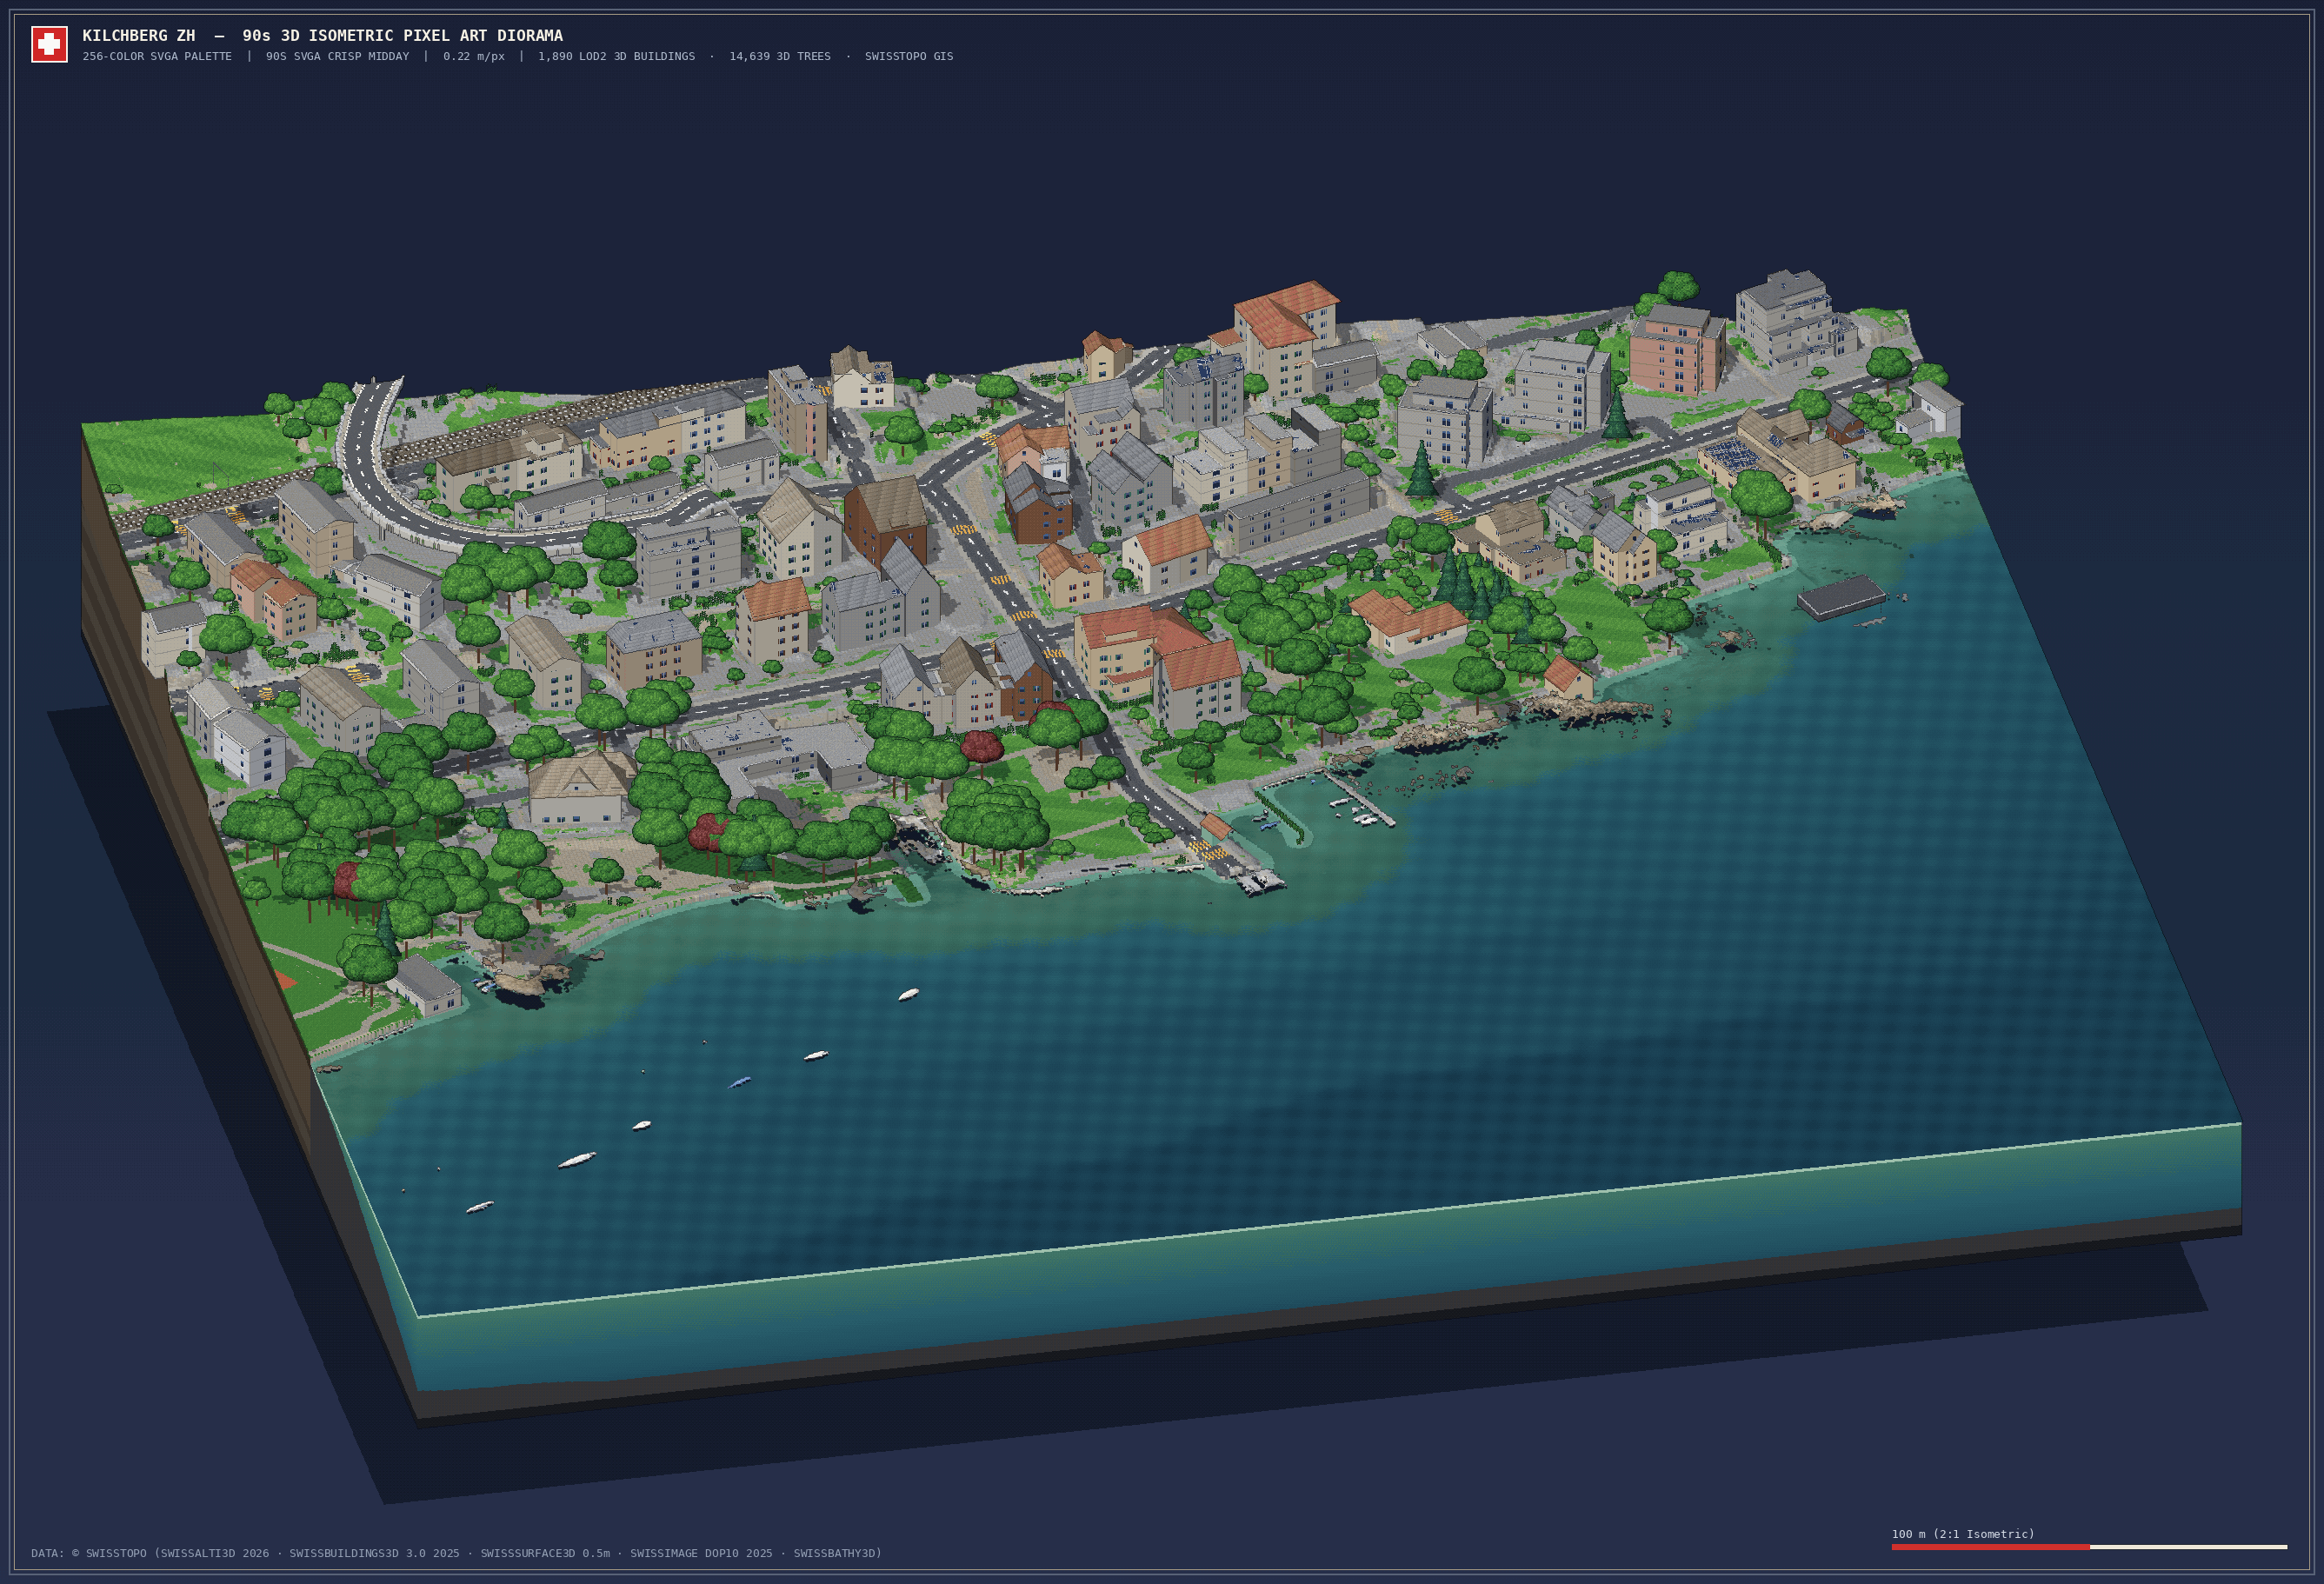 KILCHBERG ZH — 90s 3D ISOMETRIC PIXEL ART DIORAMA
256-COLOR SVGA PALETTE | 90S SVGA CRISP MIDDAY | 0.22 m/px | 1,890 LOD2 3D BUILDINGS · 14,639 3D TREES · SWISSTOPO GIS
100 m (2:1 Isometric)
DATA: © SWISSTOPO (SWISSALTI3D 2026 · SWISSBUILDINGS3D 3.0 2025 · SWISSSURFACE3D 0.5m · SWISSIMAGE DOP10 2025 · SWISSBATHY3D)